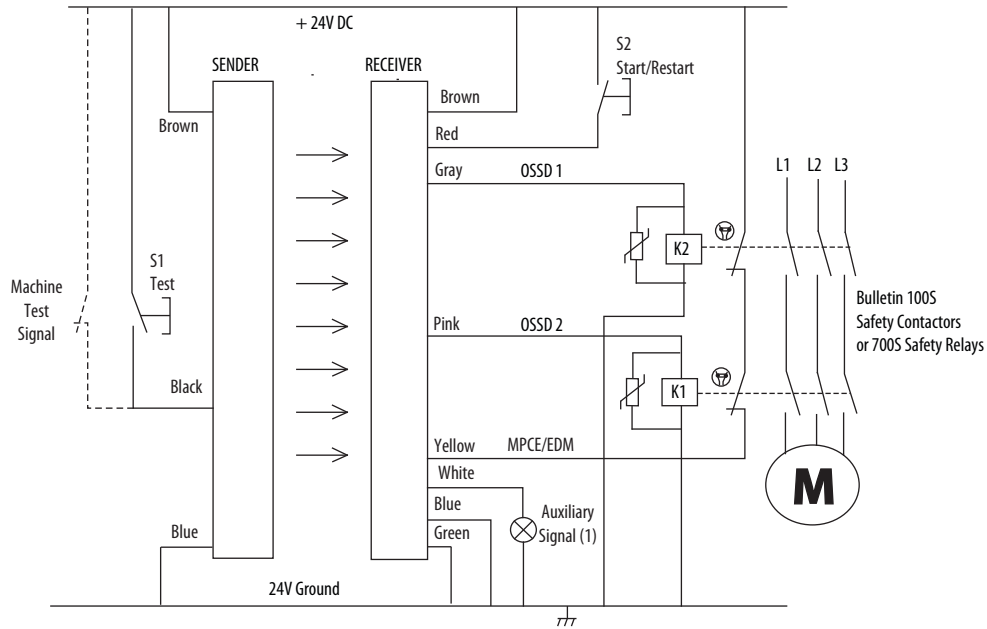 + 24V DC
SENDER
RECEIVER
S2
Start/Restart
Brown
Brown
Red
Gray
OSSD 1
L1
L2
L3
K2
S1
Test
Machine
Test
Signal
Bulletin 100S
Safety Contactors
or 700S Safety Relays
Pink
OSSD 2
Black
K1
Yellow
MPCE/EDM
White
M
Blue
Auxiliary
Signal (1)
Blue
Green
24V Ground